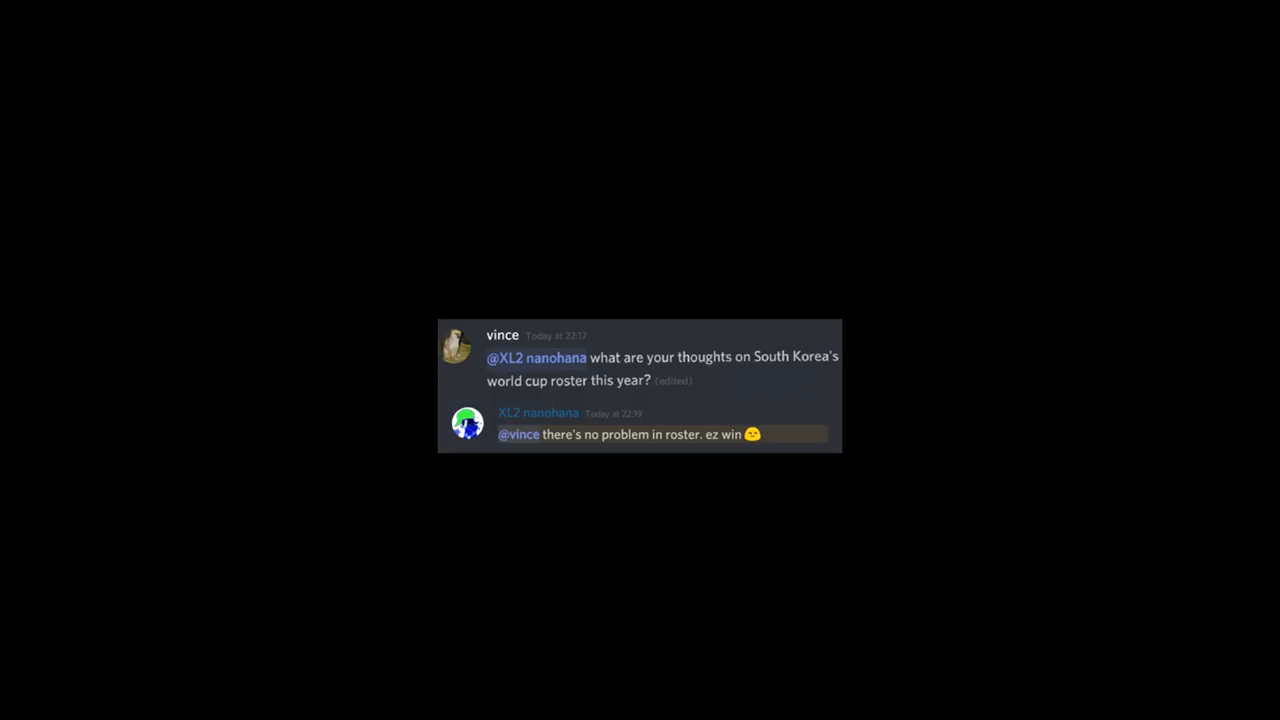 vince Today at 22:17
@XL2 nanohana what are your thoughts on South Korea's
world cup roster this year? (edited)
XL2 nanohana Today at 22:19
@vince there's no problem in roster. ez win